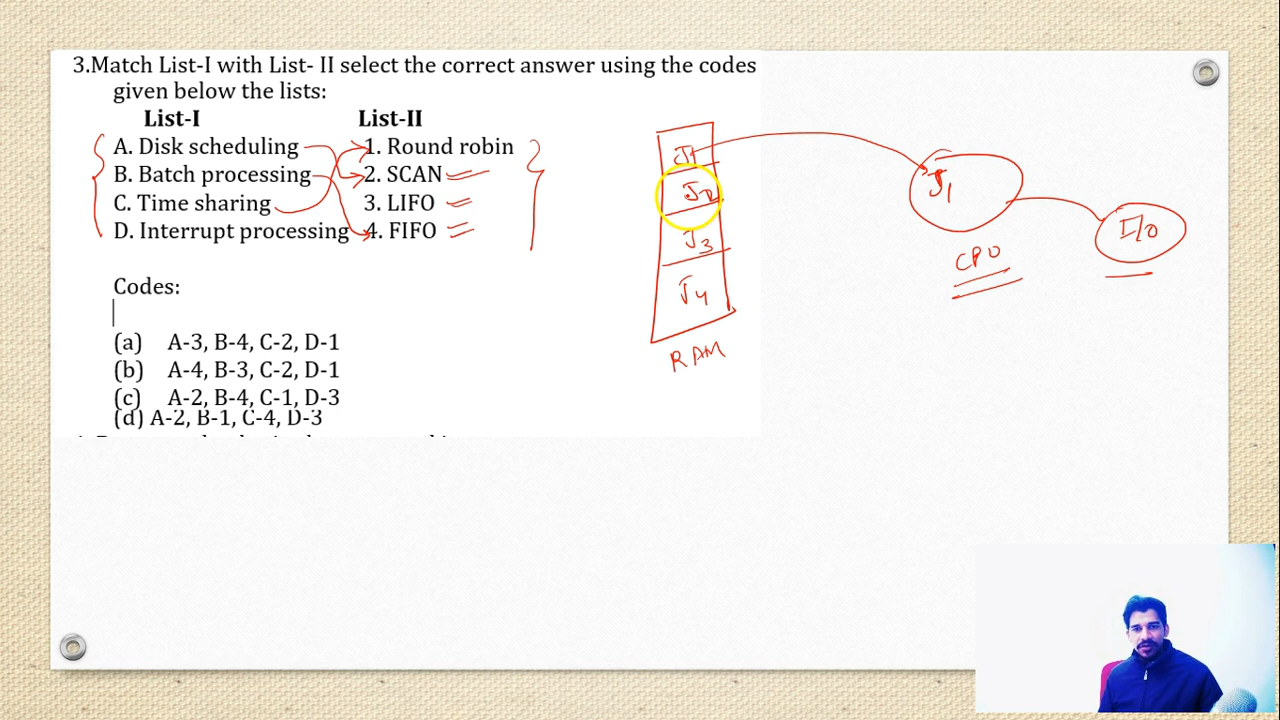 3.Match List-I with List- II select the correct answer using the codes
given below the lists:
List-I List-II
A. Disk scheduling 1. Round robin
B. Batch processing 2. SCAN
C. Time sharing 3. LIFO
D. Interrupt processing 4. FIFO
Codes:
(a) A-3, B-4, C-2, D-1
(b) A-4, B-3, C-2, D-1
(c) A-2, B-4, C-1, D-3
(d) A-2, B-1, C-4, D-3
J1
J2
J3
J4
RAM
J1
CPU
I/O